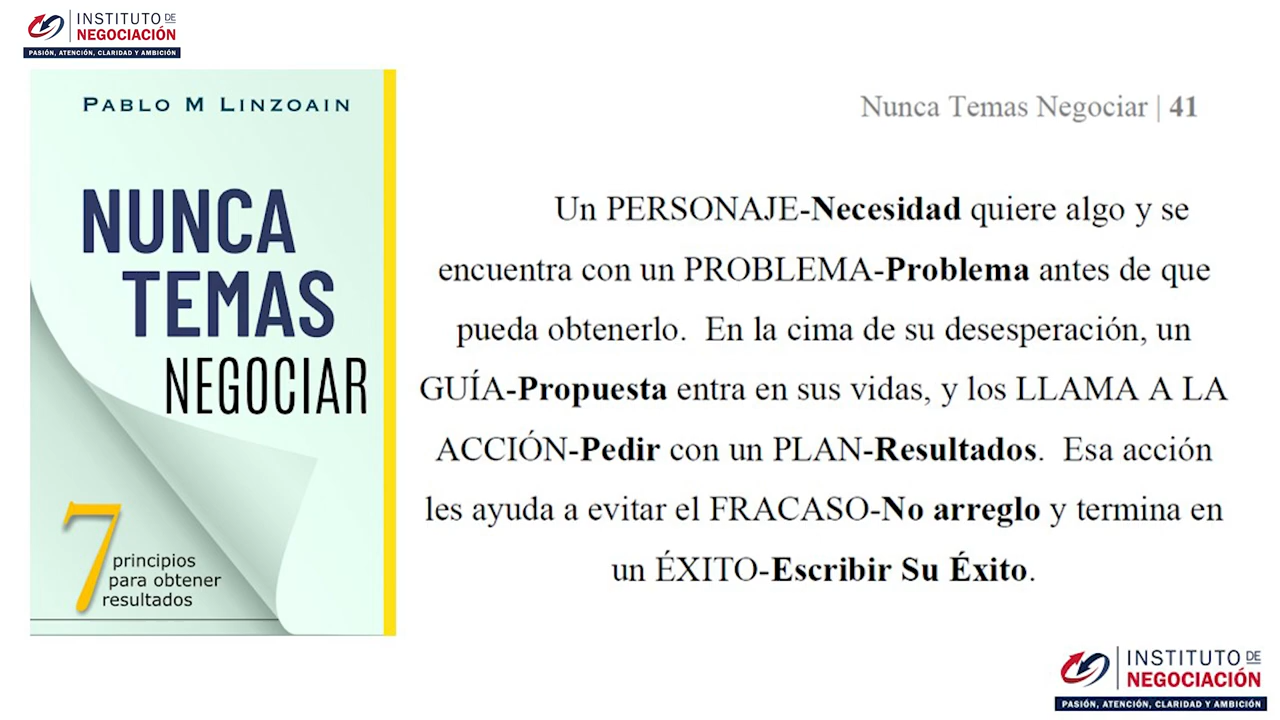 INSTITUTO DE
NEGOCIACIÓN
PASIÓN, ATENCIÓN, CLARIDAD Y AMBICIÓN
PABLO M LINZOAIN
NUNCA
TEMAS
NEGOCIAR
7
principios
para obtener
resultados
Nunca Temas Negociar | 41
Un PERSONAJE-Necesidad quiere algo y se
encuentra con un PROBLEMA-Problema antes de que
pueda obtenerlo. En la cima de su desesperación, un
GUÍA-Propuesta entra en sus vidas, y los LLAMA A LA
ACCIÓN-Pedir con un PLAN-Resultados. Esa acción
les ayuda a evitar el FRACASO-No arreglo y termina en
un ÉXITO-Escribir Su Éxito.
INSTITUTO DE
NEGOCIACIÓN
PASIÓN, ATENCIÓN, CLARIDAD Y AMBICIÓN